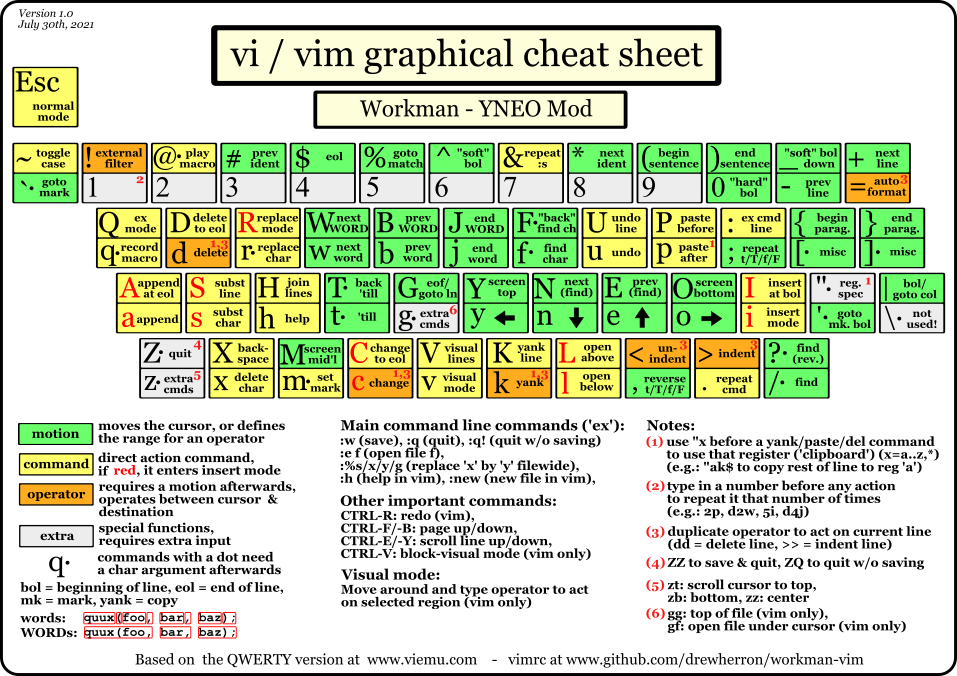 Version 1.0
July 30th, 2021
vi / vim graphical cheat sheet
Workman - YNEO Mod
Esc normal mode
~ toggle case
! external filter
@· play macro
# prev ident
$ eol
% goto match
^ "soft" bol
& repeat :s
* next ident
( begin sentence
) end sentence
_ "soft" bol down
+ next line
`· goto mark
1 2
2
3
4
5
6
7
8
9
0 "hard" bol
- prev line
= auto format 3
Q ex mode
D delete to eol
R replace mode
W next WORD
B prev WORD
J end WORD
F· "back" find ch
U undo line
P paste before
: ex cmd line
{ begin parag.
} end parag.
q· record macro
d delete 1,3
r· replace char
w next word
b prev word
j end word
f· find char
u undo
p paste after 1
; repeat t/T/f/F
[· misc
]· misc
A append at eol
S subst line
H join lines
T· back 'till
G eof/ goto ln
Y screen top
N next (find)
E prev (find)
O screen bottom
I insert at bol
"· reg. spec 1
| bol/ goto col
a append
s subst char
h help
t· 'till
g· extra cmds 6
y ←
n ↓
e ↑
o →
i insert mode
'· goto mk. bol
\· not used!
Z· quit 4
X back- space
M screen mid'l
C change to eol
V visual lines
K yank line
L open above
< un- indent 3
> indent 3
?· find (rev.)
z· extra cmds 5
x delete char
m· set mark
c change 1,3
v visual mode
k yank 1,3
l open below
, reverse t/T/f/F
. repeat cmd
/· find
motion moves the cursor, or defines
the range for an operator
command direct action command,
if red, it enters insert mode
operator requires a motion afterwards,
operates between cursor &
destination
extra special functions,
requires extra input
q· commands with a dot need
a char argument afterwards
bol = beginning of line, eol = end of line,
mk = mark, yank = copy
words: quux(foo, bar, baz);
WORDs: quux(foo, bar, baz);
Main command line commands ('ex'):
:w (save), :q (quit), :q! (quit w/o saving)
:e f (open file f),
:%s/x/y/g (replace 'x' by 'y' filewide),
:h (help in vim), :new (new file in vim),
Other important commands:
CTRL-R: redo (vim),
CTRL-F/-B: page up/down,
CTRL-E/-Y: scroll line up/down,
CTRL-V: block-visual mode (vim only)
Visual mode:
Move around and type operator to act
on selected region (vim only)
Notes:
(1) use "x before a yank/paste/del command
to use that register ('clipboard') (x=a..z,*)
(e.g.: "ak$ to copy rest of line to reg 'a')
(2) type in a number before any action
to repeat it that number of times
(e.g.: 2p, d2w, 5i, d4j)
(3) duplicate operator to act on current line
(dd = delete line, >> = indent line)
(4) ZZ to save & quit, ZQ to quit w/o saving
(5) zt: scroll cursor to top,
zb: bottom, zz: center
(6) gg: top of file (vim only),
gf: open file under cursor (vim only)
Based on the QWERTY version at www.viemu.com - vimrc at www.github.com/drewherron/workman-vim